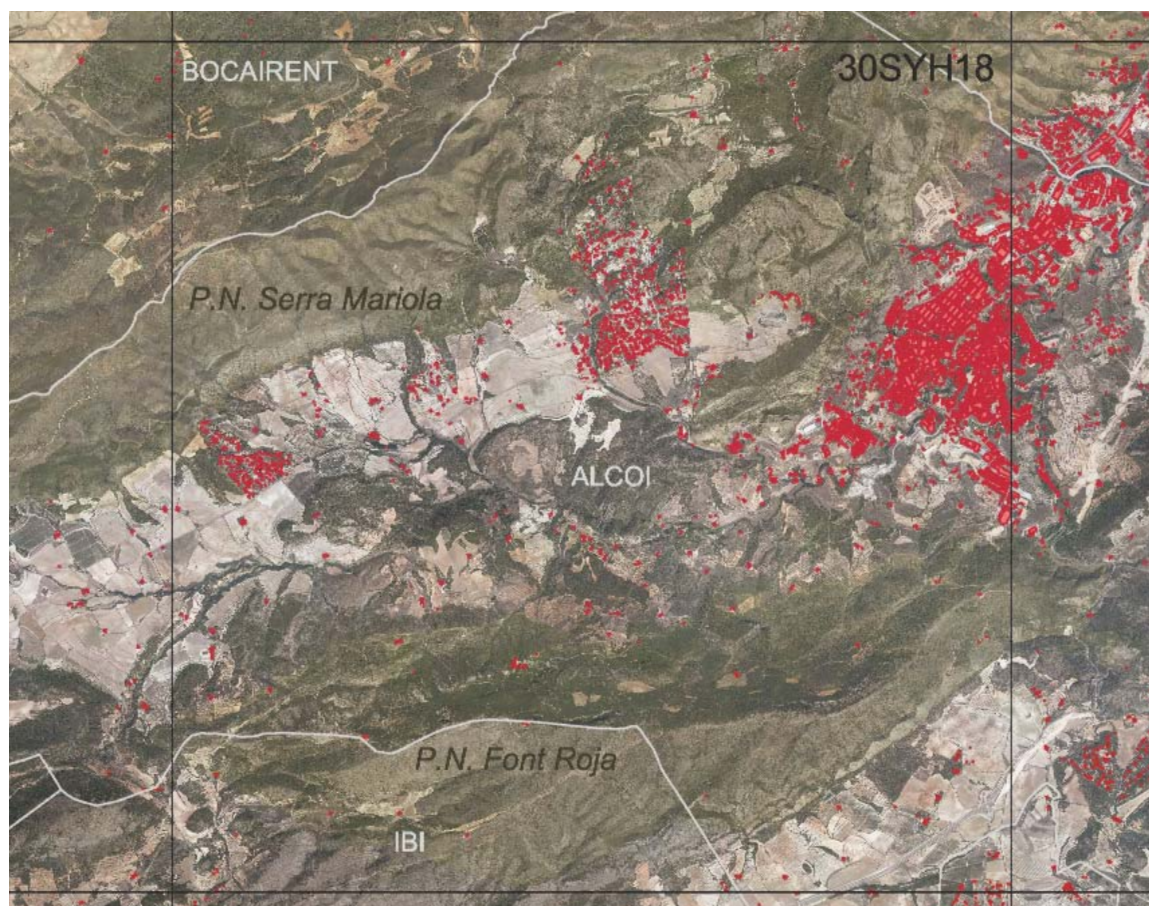 BOCAIRENT
30SYH18
P.N. Serra Mariola
ALCOI
P.N. Font Roja
IBI